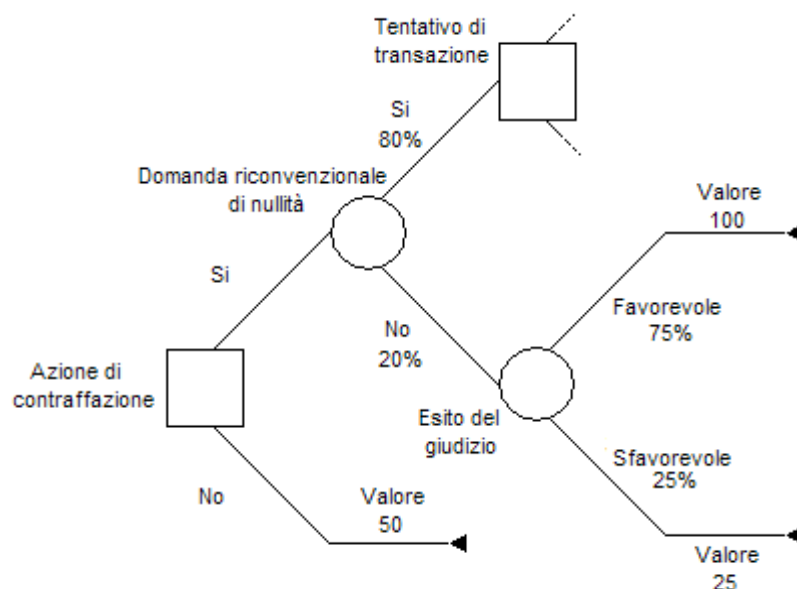 Tentativo di
transazione
Si
80%
Domanda riconvenzionale
di nullità
Valore
100
Si
No
20%
Favorevole
75%
Azione di
contraffazione
Esito del
giudizio
Sfavorevole
25%
No
Valore
50
Valore
25